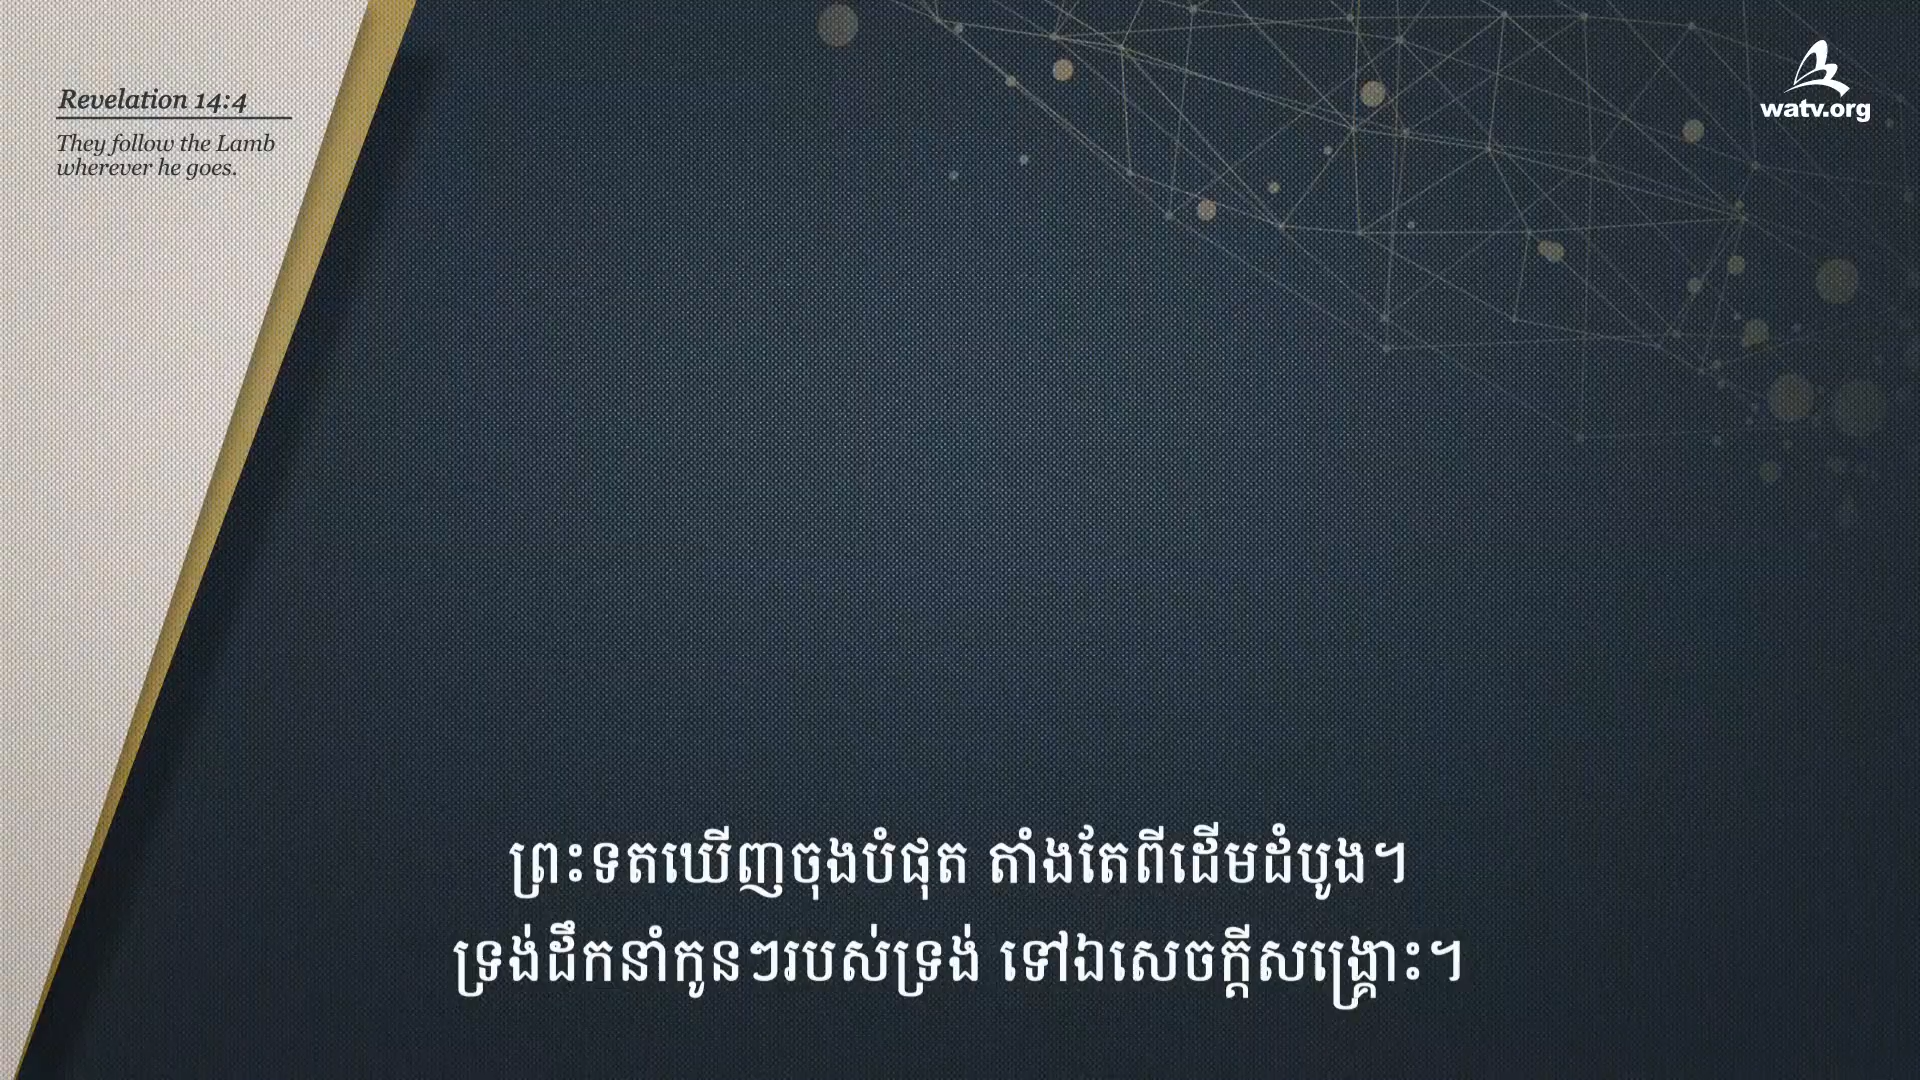 Revelation 14:4
They follow the Lamb
wherever he goes.
watv.org
ព្រះទតឃើញចុងបំផុត តាំងតែពីដើមដំបូង។
ទ្រង់ដឹកនាំកូនៗរបស់ទ្រង់ ទៅឯសេចក្ដីសង្គ្រោះ។